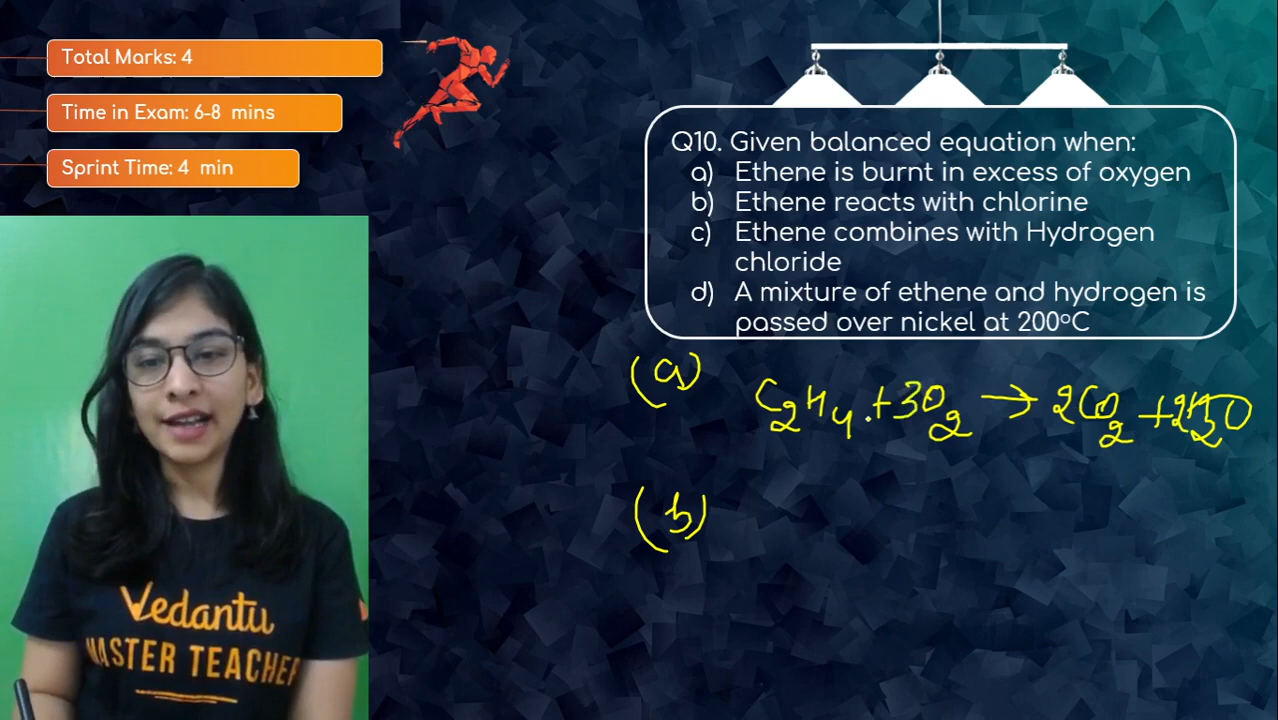 Total Marks: 4
Time in Exam: 6-8 mins
Sprint Time: 4 min
Q10. Given balanced equation when:
a) Ethene is burnt in excess of oxygen
b) Ethene reacts with chlorine
c) Ethene combines with Hydrogen
chloride
d) A mixture of ethene and hydrogen is
passed over nickel at 200°C
(a) C₂H₄ + 3O₂ → 2CO₂ + 2H₂O
(b)
Vedantu
MASTER TEACHER